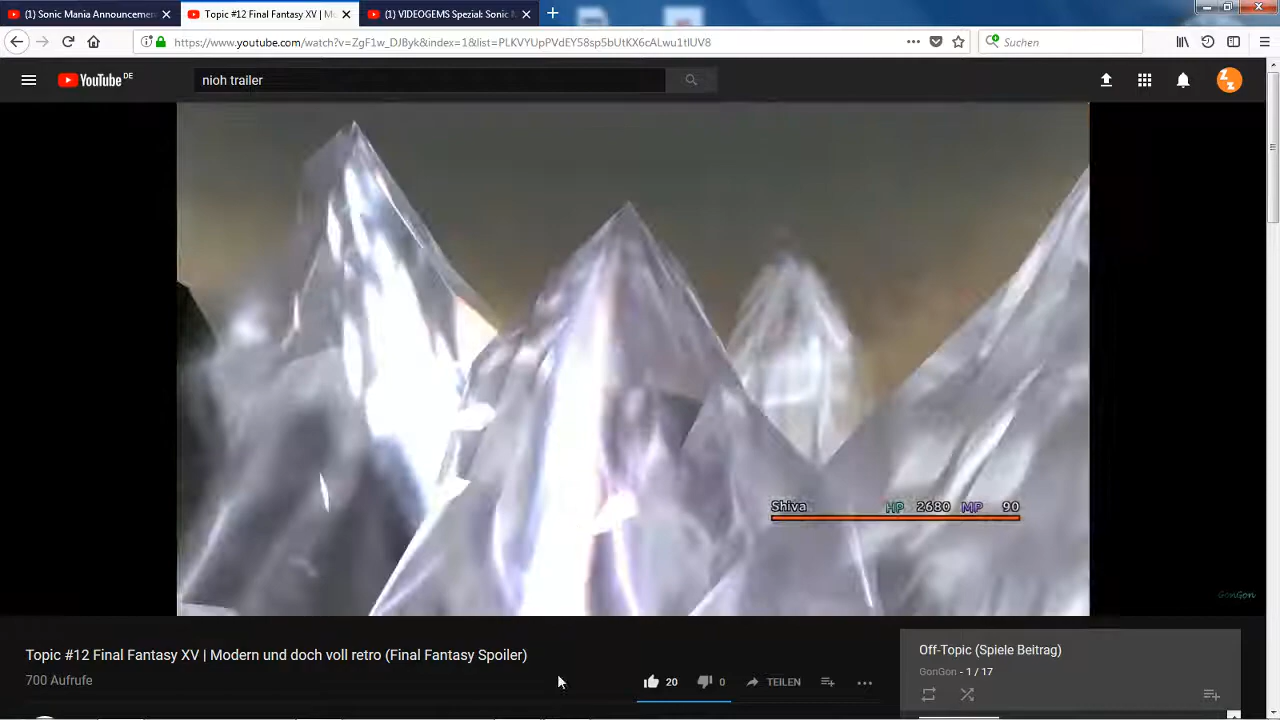 (1) Sonic Mania Announcemen
Topic #12 Final Fantasy XV | Mo
(1) VIDEOGEMS Spezial: Sonic M
https://www.youtube.com/watch?v=ZgF1w_DJByk&index=1&list=PLKVYUpPVdEY58sp5bUtKX6cALwu1tlUV8
Suchen
YouTube DE
nioh trailer
Shiva HP 2680 MP 90
GonGon
Topic #12 Final Fantasy XV | Modern und doch voll retro (Final Fantasy Spoiler)
700 Aufrufe
20 0 TEILEN
Off-Topic (Spiele Beitrag)
GonGon - 1 / 17